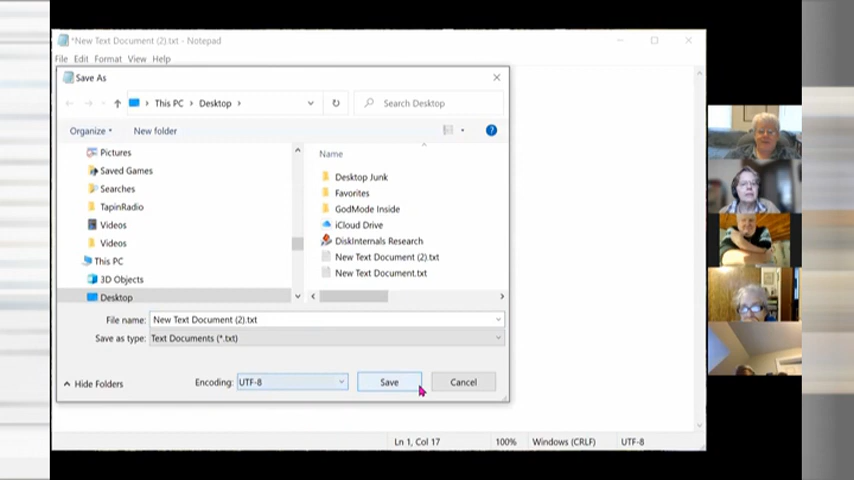 *New Text Document (2).txt - Notepad
File Edit Format View Help
Save As
This PC > Desktop >
Search Desktop
Organize
New folder
Name
Pictures
Saved Games
Searches
TapinRadio
Videos
Videos
This PC
3D Objects
Desktop
Desktop Junk
Favorites
GodMode Inside
iCloud Drive
DiskInternals Research
New Text Document (2).txt
New Text Document.txt
File name: New Text Document (2).txt
Save as type: Text Documents (*.txt)
Hide Folders
Encoding: UTF-8
Save
Cancel
Ln 1, Col 17 100% Windows (CRLF) UTF-8